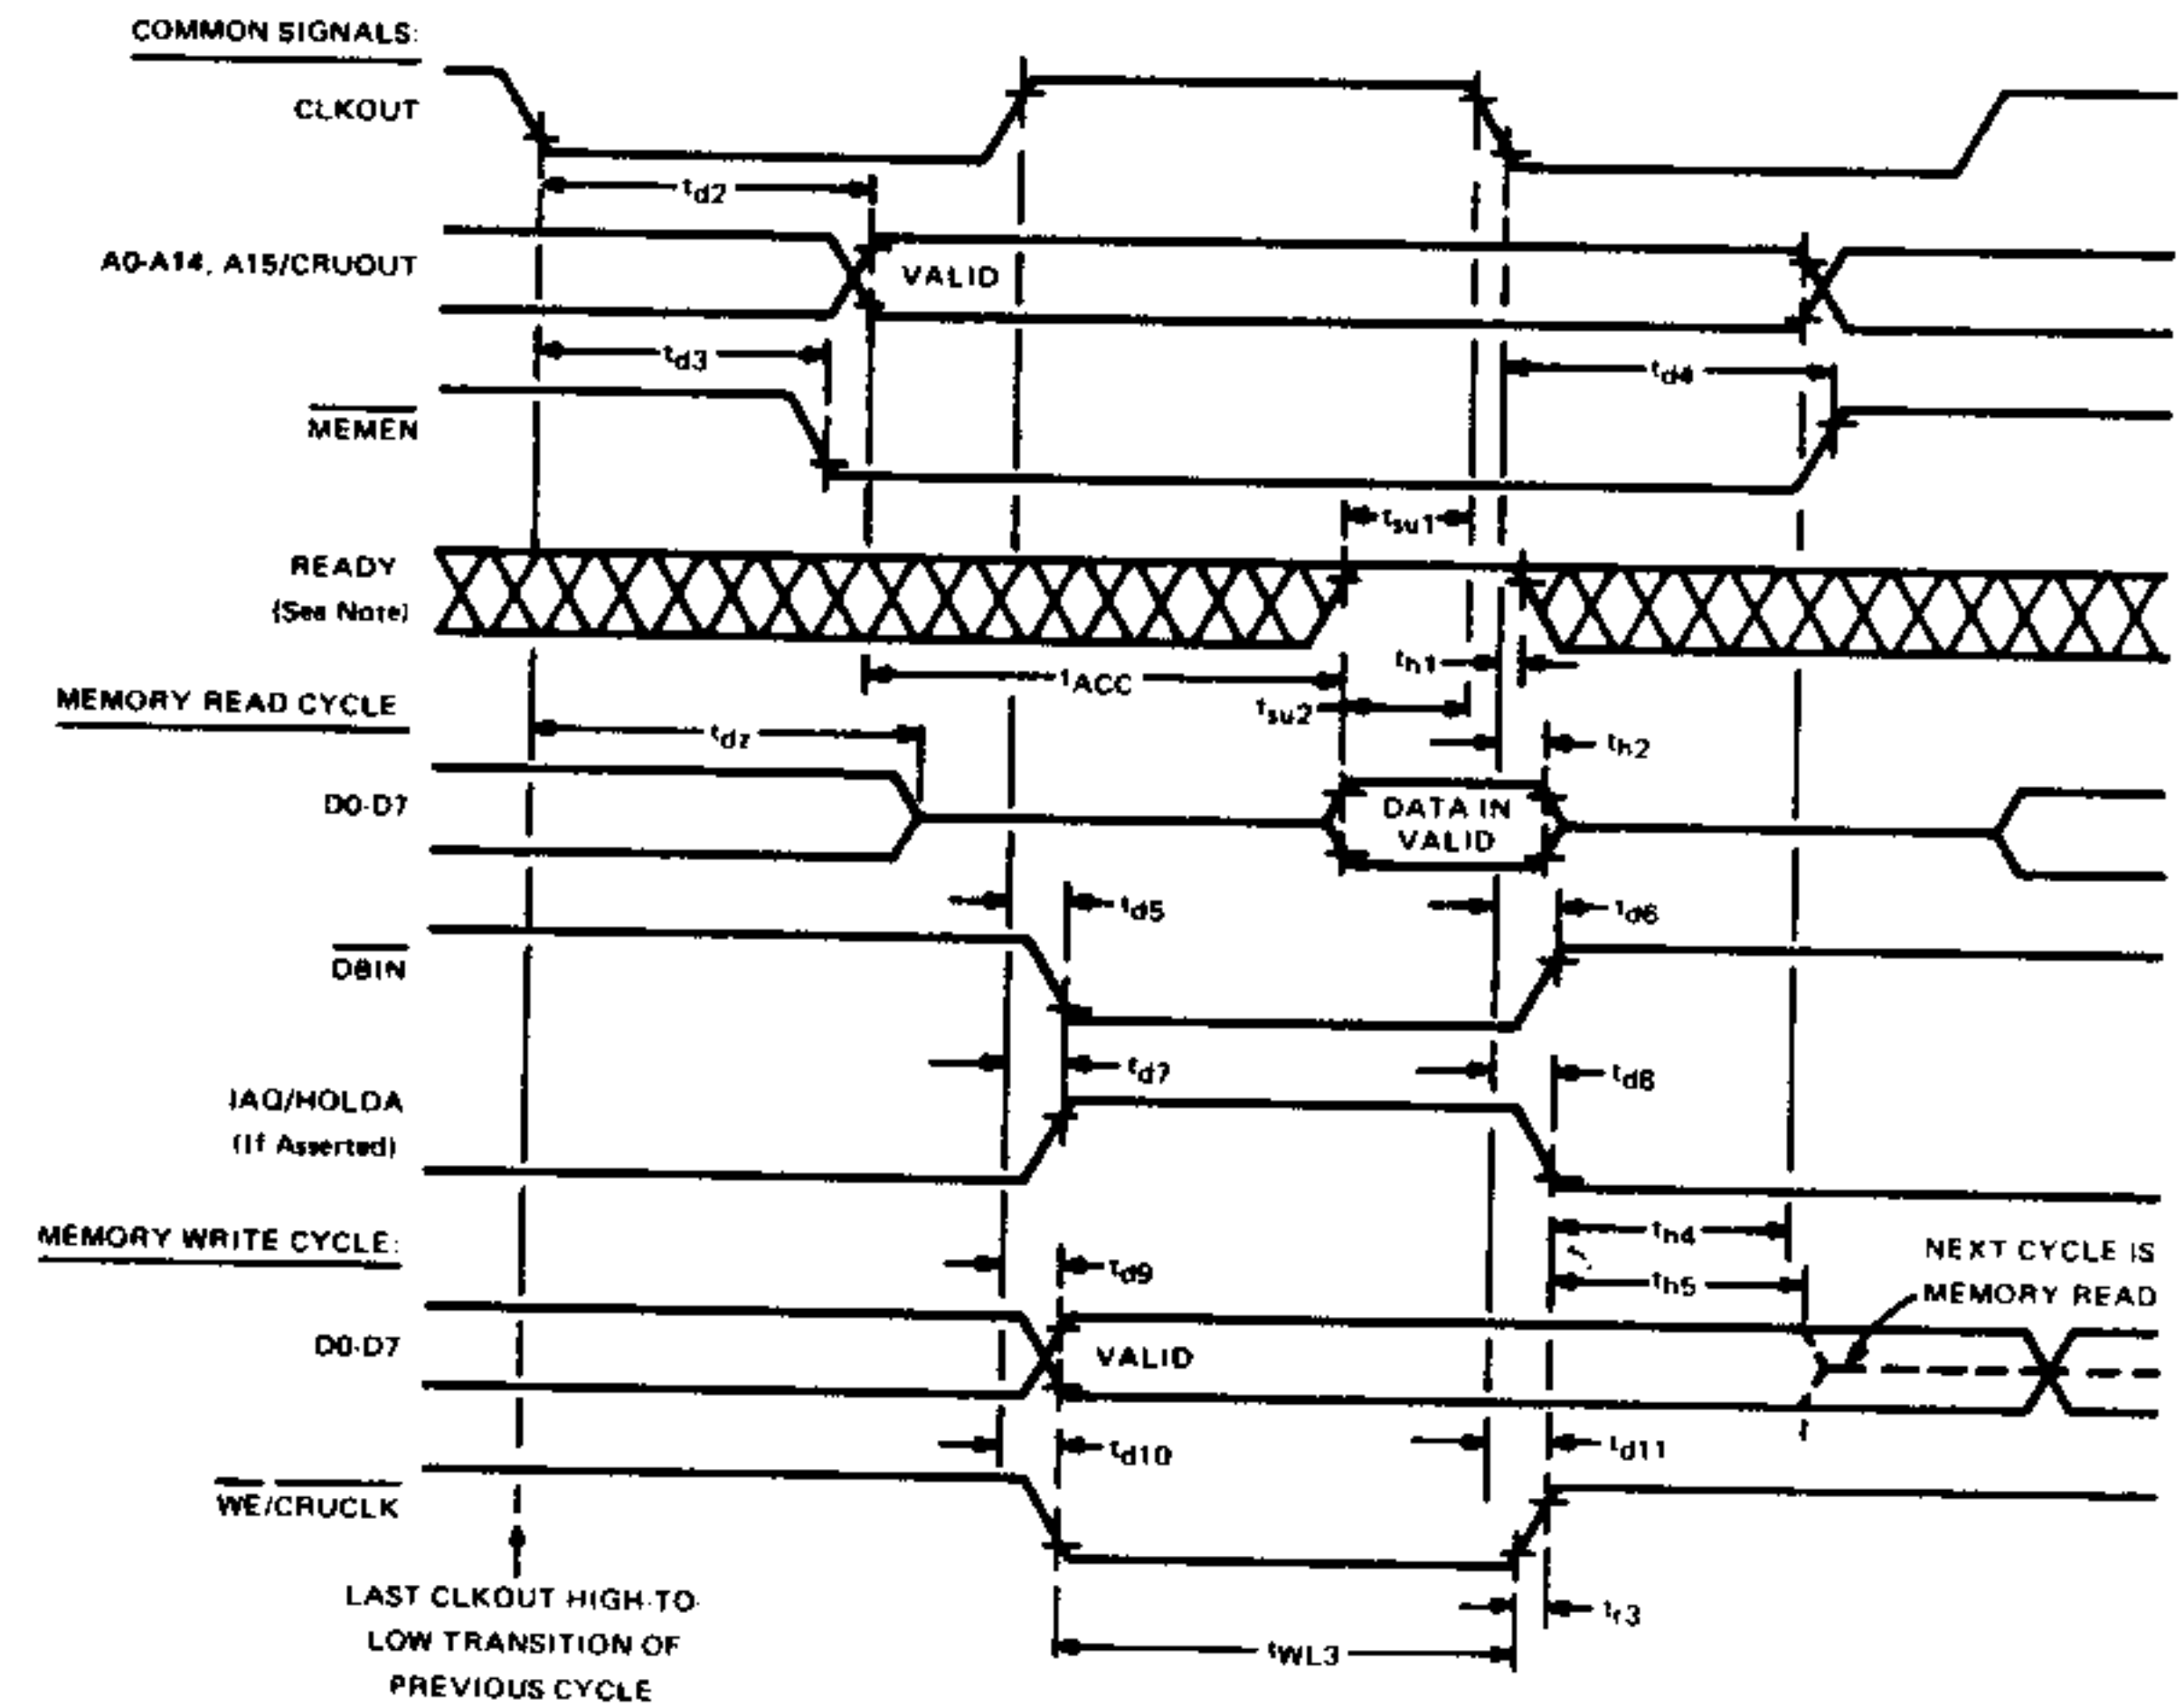 COMMON SIGNALS:
CLKOUT
td2
A0-A14, A15/CRUOUT
VALID
td3
td4
MEMEN
tsu1
READY
(See Note)
th1
tACC
MEMORY READ CYCLE
tsu2
tdz
th2
D0-D7
DATA IN
VALID
td5
td6
DBIN
td7
td8
IAQ/HOLDA
(If Asserted)
th4
MEMORY WRITE CYCLE:
NEXT CYCLE IS
td9
th5
MEMORY READ
D0-D7
VALID
td10
td11
WE/CRUCLK
LAST CLKOUT HIGH-TO-
tr3
LOW TRANSITION OF
tWL3
PREVIOUS CYCLE